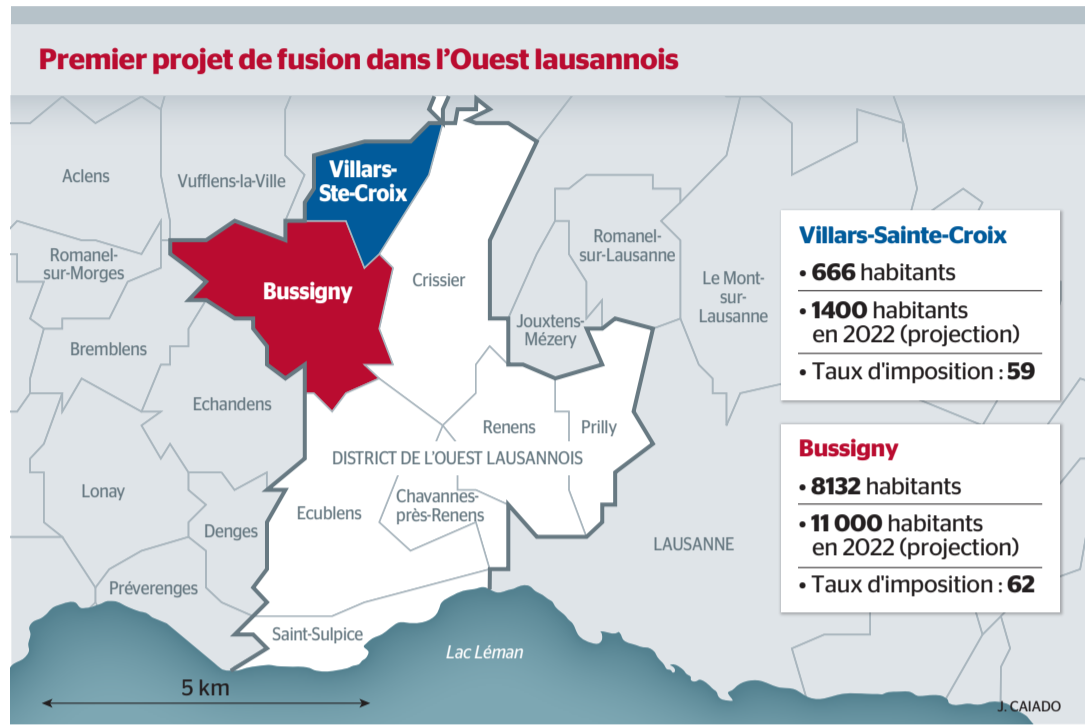 Premier projet de fusion dans l'Ouest lausannois
Aclens
Vufflens-la-Ville
Villars-
Ste-Croix
Romanel-
sur-Morges
Bussigny
Crissier
Romanel-
sur-Lausanne
Le Mont-
sur-
Lausanne
Jouxtens-
Mézery
Bremblens
Echandens
Renens
Prilly
DISTRICT DE L'OUEST LAUSANNOIS
Lonay
Ecublens
Chavannes-
près-Renens
Denges
LAUSANNE
Préverenges
Saint-Sulpice
Lac Léman
5 km
Villars-Sainte-Croix
• 666 habitants
• 1400 habitants
en 2022 (projection)
• Taux d'imposition : 59
Bussigny
• 8132 habitants
• 11 000 habitants
en 2022 (projection)
• Taux d'imposition : 62
J. CAIADO